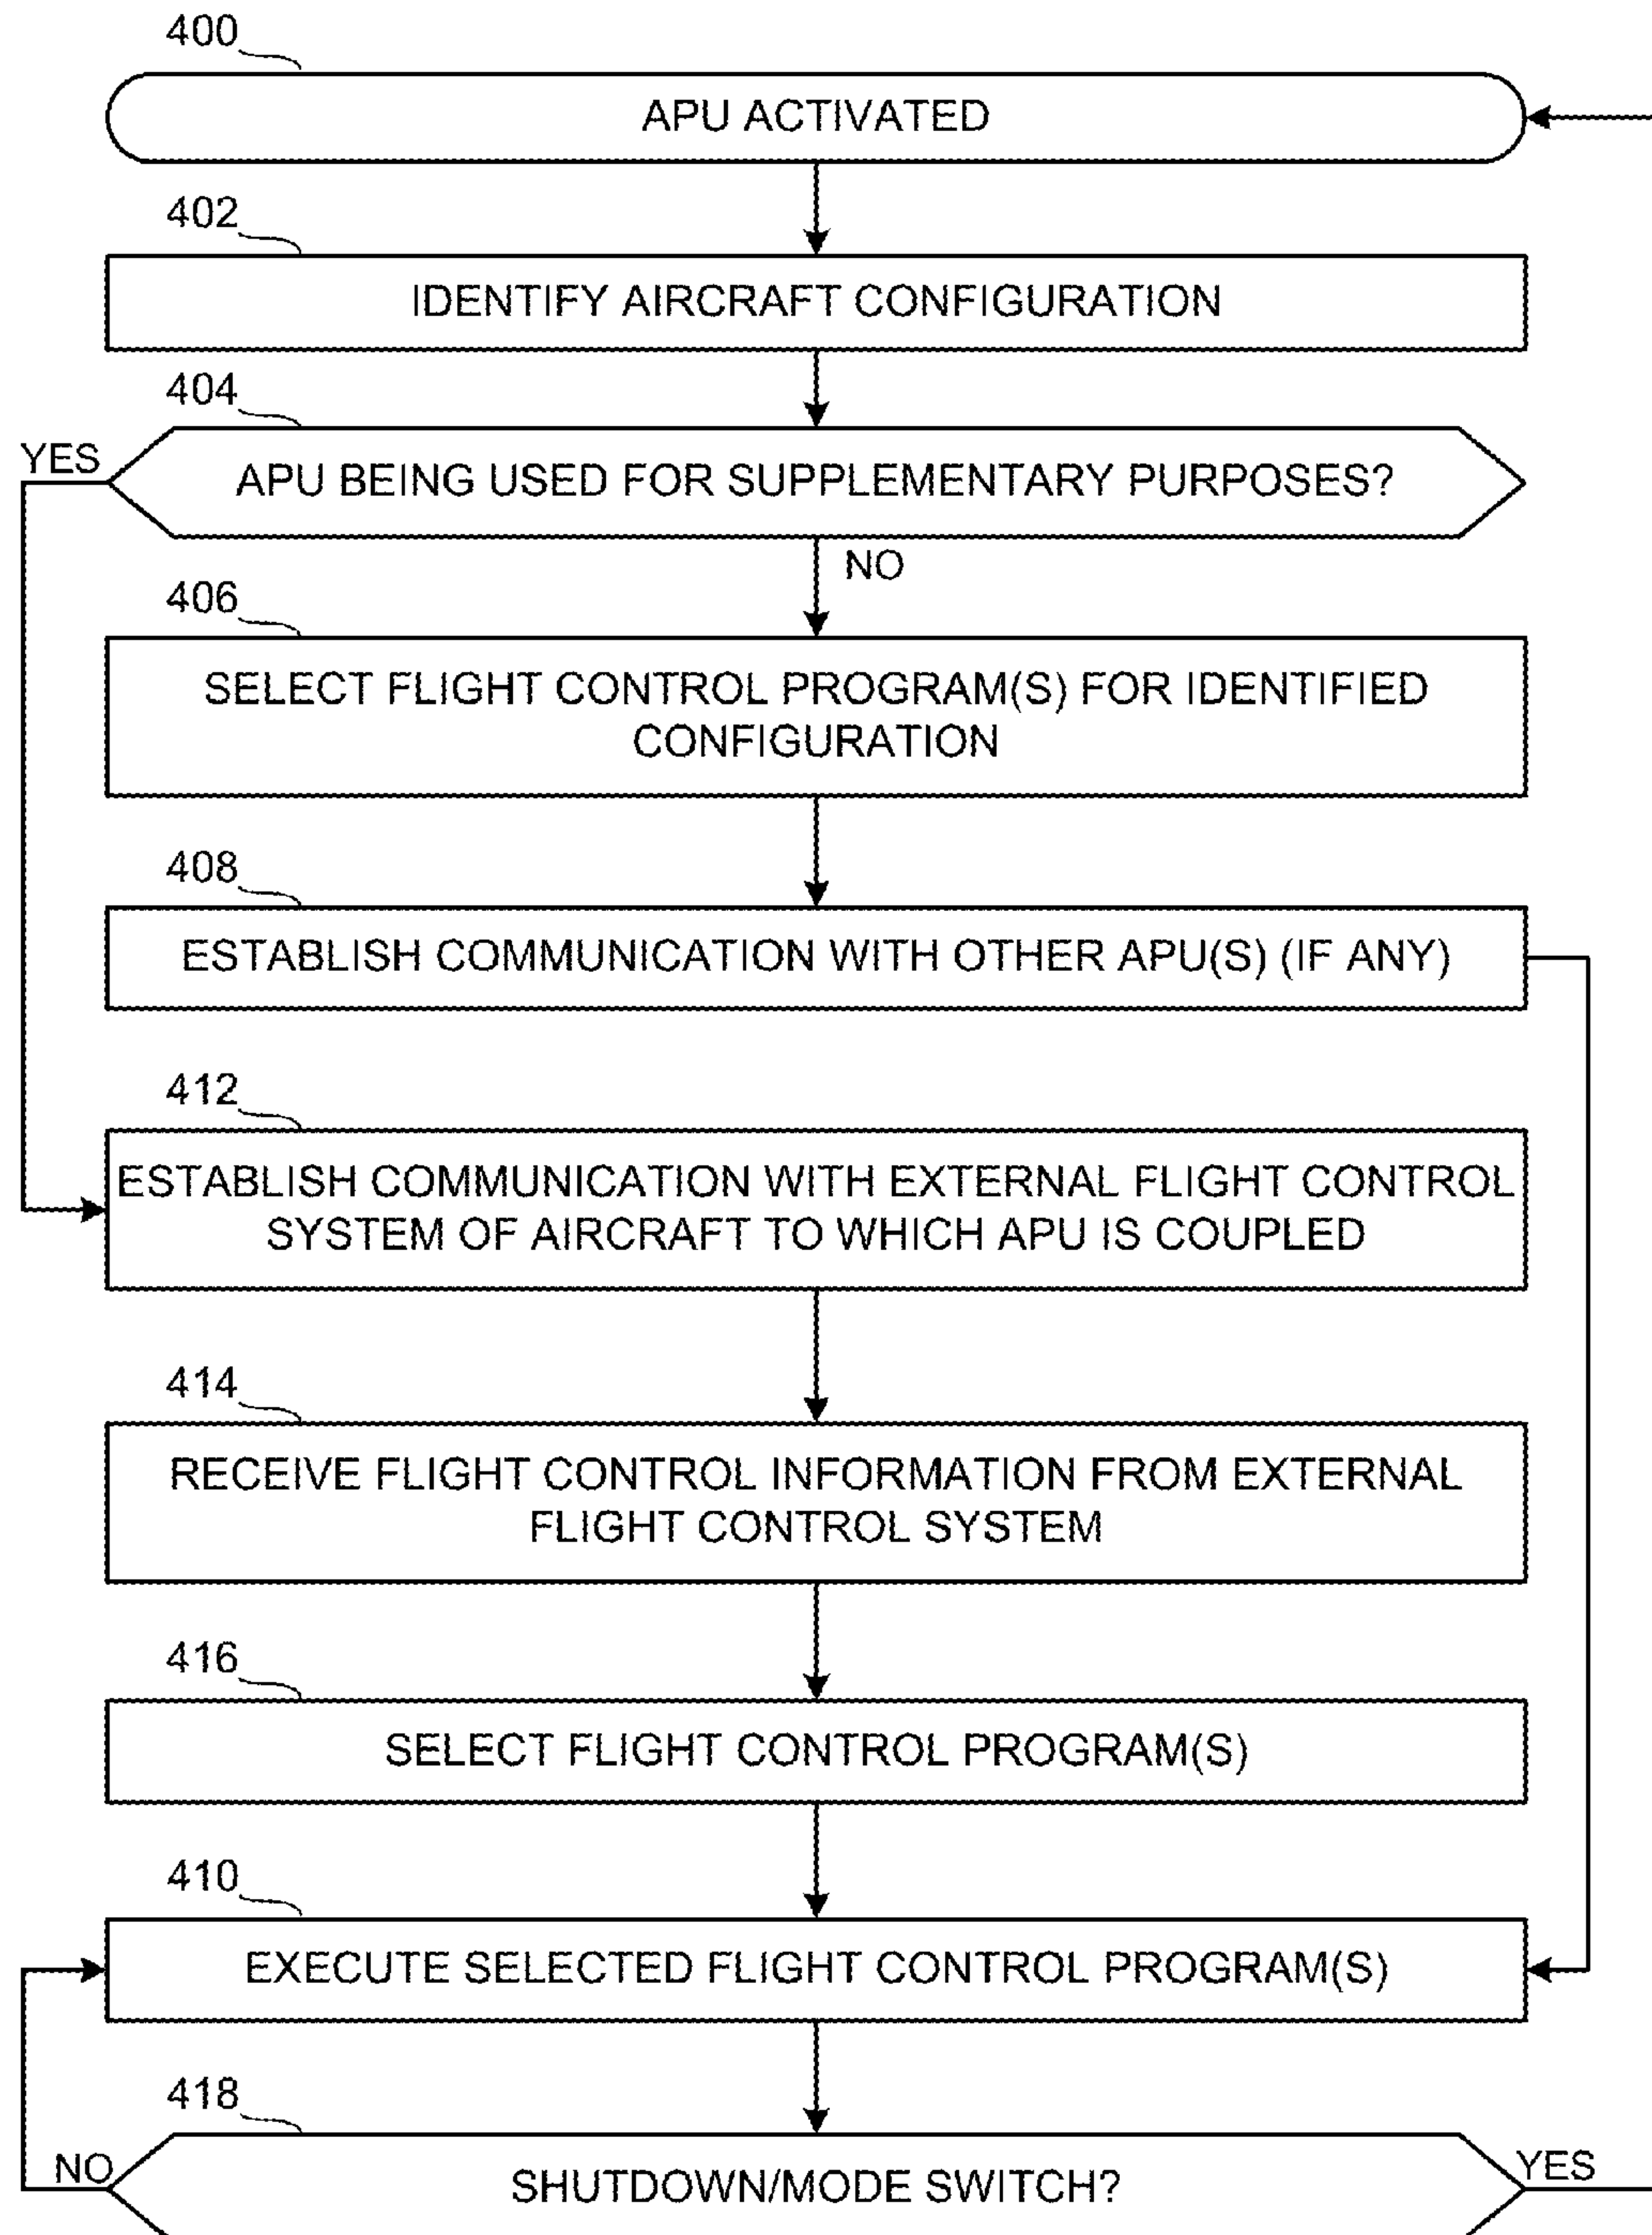 400
APU ACTIVATED
402
IDENTIFY AIRCRAFT CONFIGURATION
404
YES
APU BEING USED FOR SUPPLEMENTARY PURPOSES?
NO
406
SELECT FLIGHT CONTROL PROGRAM(S) FOR IDENTIFIED
CONFIGURATION
408
ESTABLISH COMMUNICATION WITH OTHER APU(S) (IF ANY)
412
ESTABLISH COMMUNICATION WITH EXTERNAL FLIGHT CONTROL
SYSTEM OF AIRCRAFT TO WHICH APU IS COUPLED
414
RECEIVE FLIGHT CONTROL INFORMATION FROM EXTERNAL
FLIGHT CONTROL SYSTEM
416
SELECT FLIGHT CONTROL PROGRAM(S)
410
EXECUTE SELECTED FLIGHT CONTROL PROGRAM(S)
418
NO
SHUTDOWN/MODE SWITCH?
YES